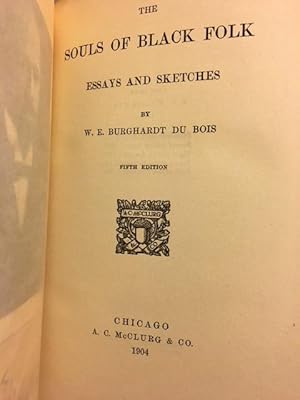 THE
SOULS OF BLACK FOLK
ESSAYS AND SKETCHES
BY
W. E. BURGHARDT DU BOIS
FIFTH EDITION
A·C·McCLURG
CHICAGO
A. C. McCLURG & CO.
1904